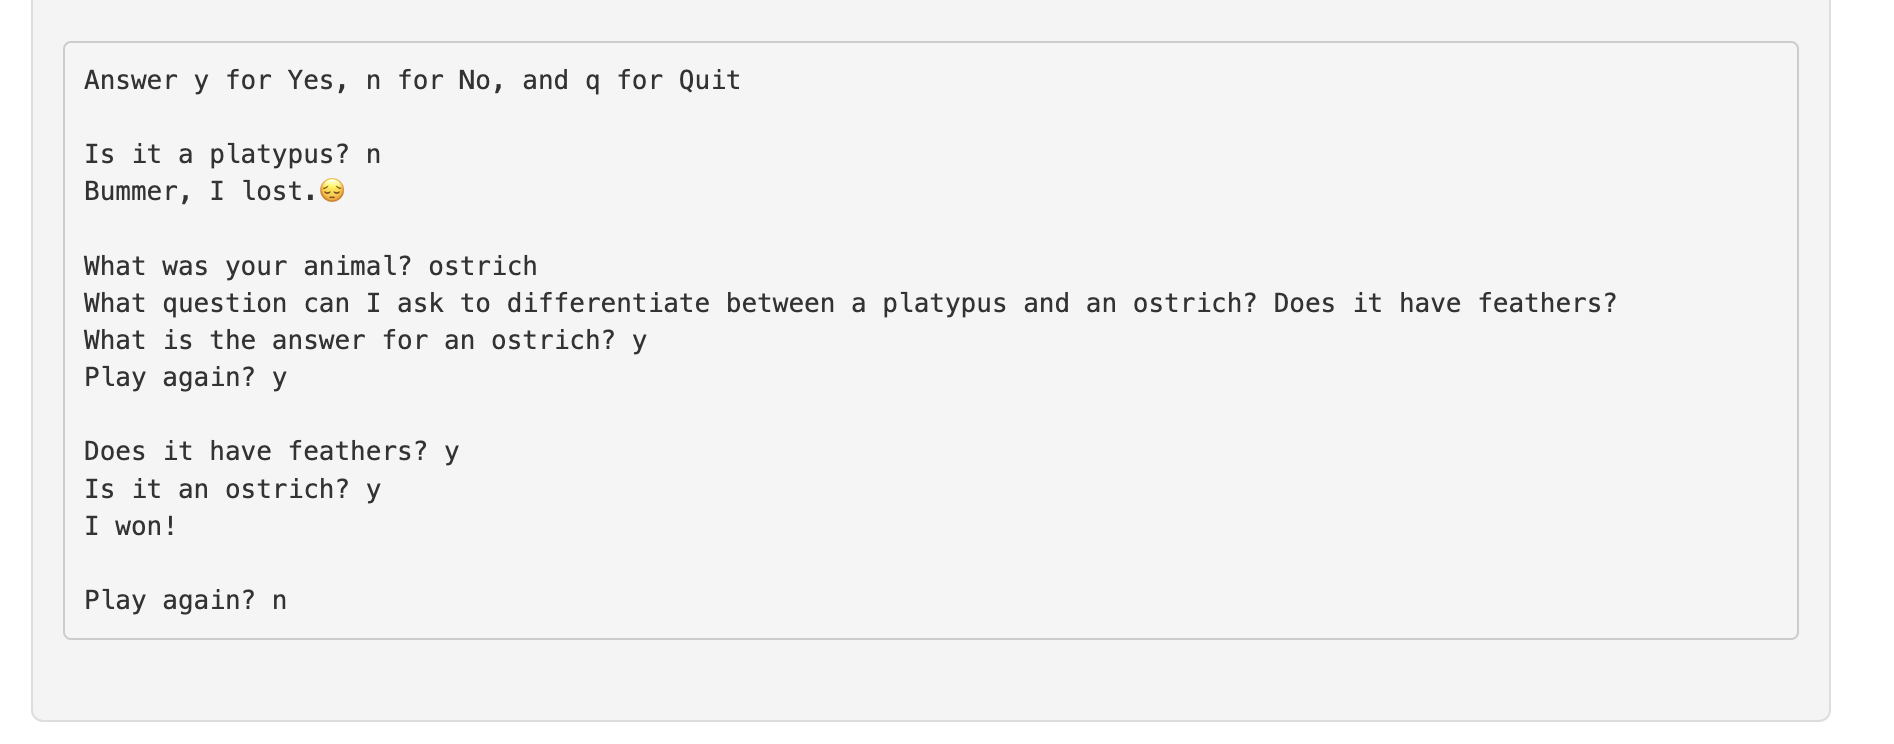 Answer y for Yes, n for No, and q for Quit
Is it a platypus? n
Bummer, I lost.😔
What was your animal? ostrich
What question can I ask to differentiate between a platypus and an ostrich? Does it have feathers?
What is the answer for an ostrich? y
Play again? y
Does it have feathers? y
Is it an ostrich? y
I won!
Play again? n